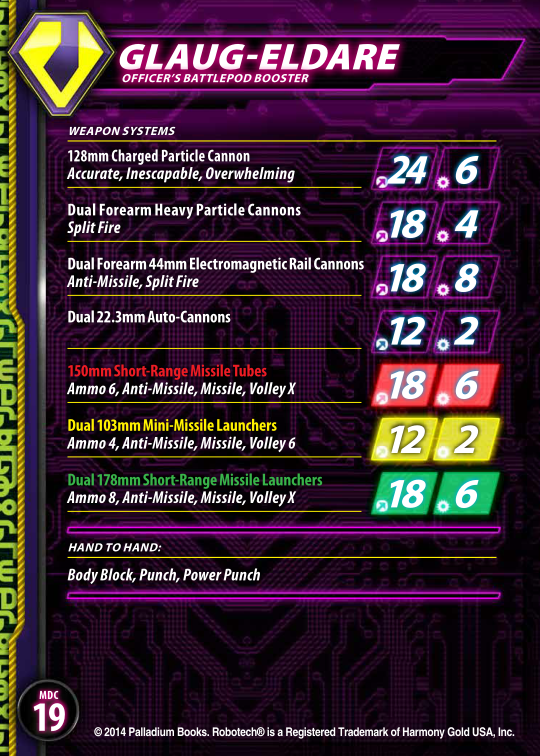 GLAUG-ELDARE
OFFICER'S BATTLEPOD BOOSTER
WEAPON SYSTEMS
128mm Charged Particle Cannon
Accurate, Inescapable, Overwhelming
24 6
Dual Forearm Heavy Particle Cannons
Split Fire
18 4
Dual Forearm 44mm Electromagnetic Rail Cannons
Anti-Missile, Split Fire
18 8
Dual 22.3mm Auto-Cannons
12 2
150mm Short-Range Missile Tubes
Ammo 6, Anti-Missile, Missile, Volley X
18 6
Dual 103mm Mini-Missile Launchers
Ammo 4, Anti-Missile, Missile, Volley 6
12 2
Dual 178mm Short-Range Missile Launchers
Ammo 8, Anti-Missile, Missile, Volley X
18 6
HAND TO HAND:
Body Block, Punch, Power Punch
MDC
19
© 2014 Palladium Books. Robotech® is a Registered Trademark of Harmony Gold USA, Inc.